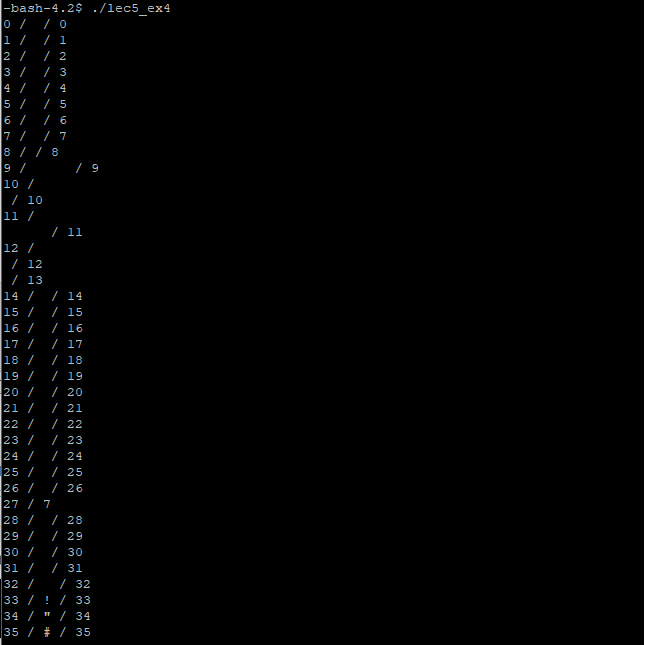 -bash-4.2$ ./lec5_ex4
0 /  / 0
1 /  / 1
2 /  / 2
3 /  / 3
4 /  / 4
5 /  / 5
6 /  / 6
7 /  / 7
8 / / 8
9 /      / 9
10 /
 / 10
11 /
      / 11
12 /
 / 12
 / 13
14 /  / 14
15 /  / 15
16 /  / 16
17 /  / 17
18 /  / 18
19 /  / 19
20 /  / 20
21 /  / 21
22 /  / 22
23 /  / 23
24 /  / 24
25 /  / 25
26 /  / 26
27 / 7
28 /  / 28
29 /  / 29
30 /  / 30
31 /  / 31
32 /   / 32
33 / ! / 33
34 / " / 34
35 / # / 35